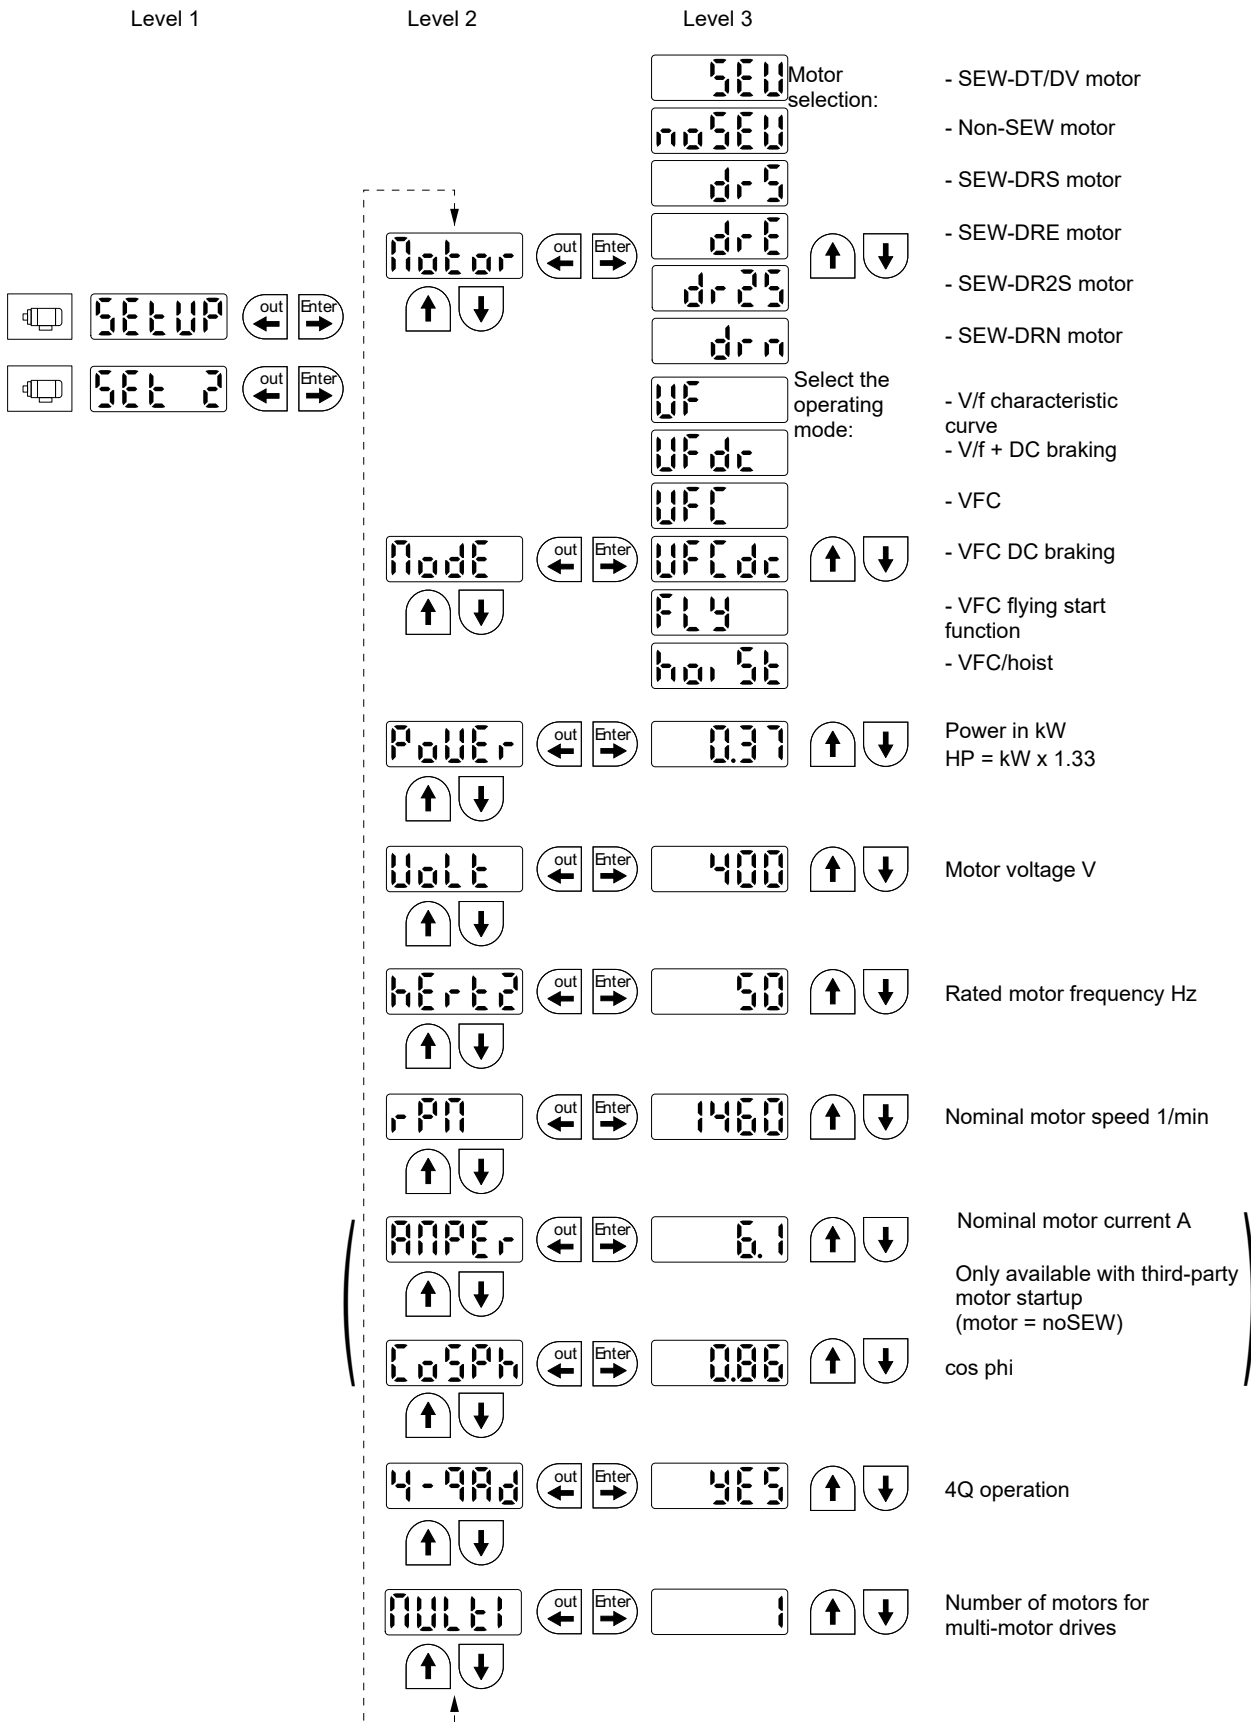 Level 1 Level 2 Level 3
SEU Motor selection: - SEW-DT/DV motor
noSEU - Non-SEW motor
drS - SEW-DRS motor
Motor out Enter drE - SEW-DRE motor
SEtUP out Enter dr2S - SEW-DR2S motor
drn - SEW-DRN motor
SEt 2 out Enter
UF Select the operating mode: - V/f characteristic
curve
UFdc - V/f + DC braking
UFC - VFC
ModE out Enter UFCdc - VFC DC braking
FLY - VFC flying start
function
hoiSt - VFC/hoist
PoUEr out Enter 0.37 Power in kW
HP = kW x 1.33
UoLt out Enter 400 Motor voltage V
hErt2 out Enter 50 Rated motor frequency Hz
rPM out Enter 1460 Nominal motor speed 1/min
AMPEr out Enter 6.1 Nominal motor current A
Only available with third-party
motor startup
(motor = noSEW)
CoSPh out Enter 0.86 cos phi
4-qAd out Enter YES 4Q operation
MULtI out Enter 1 Number of motors for
multi-motor drives